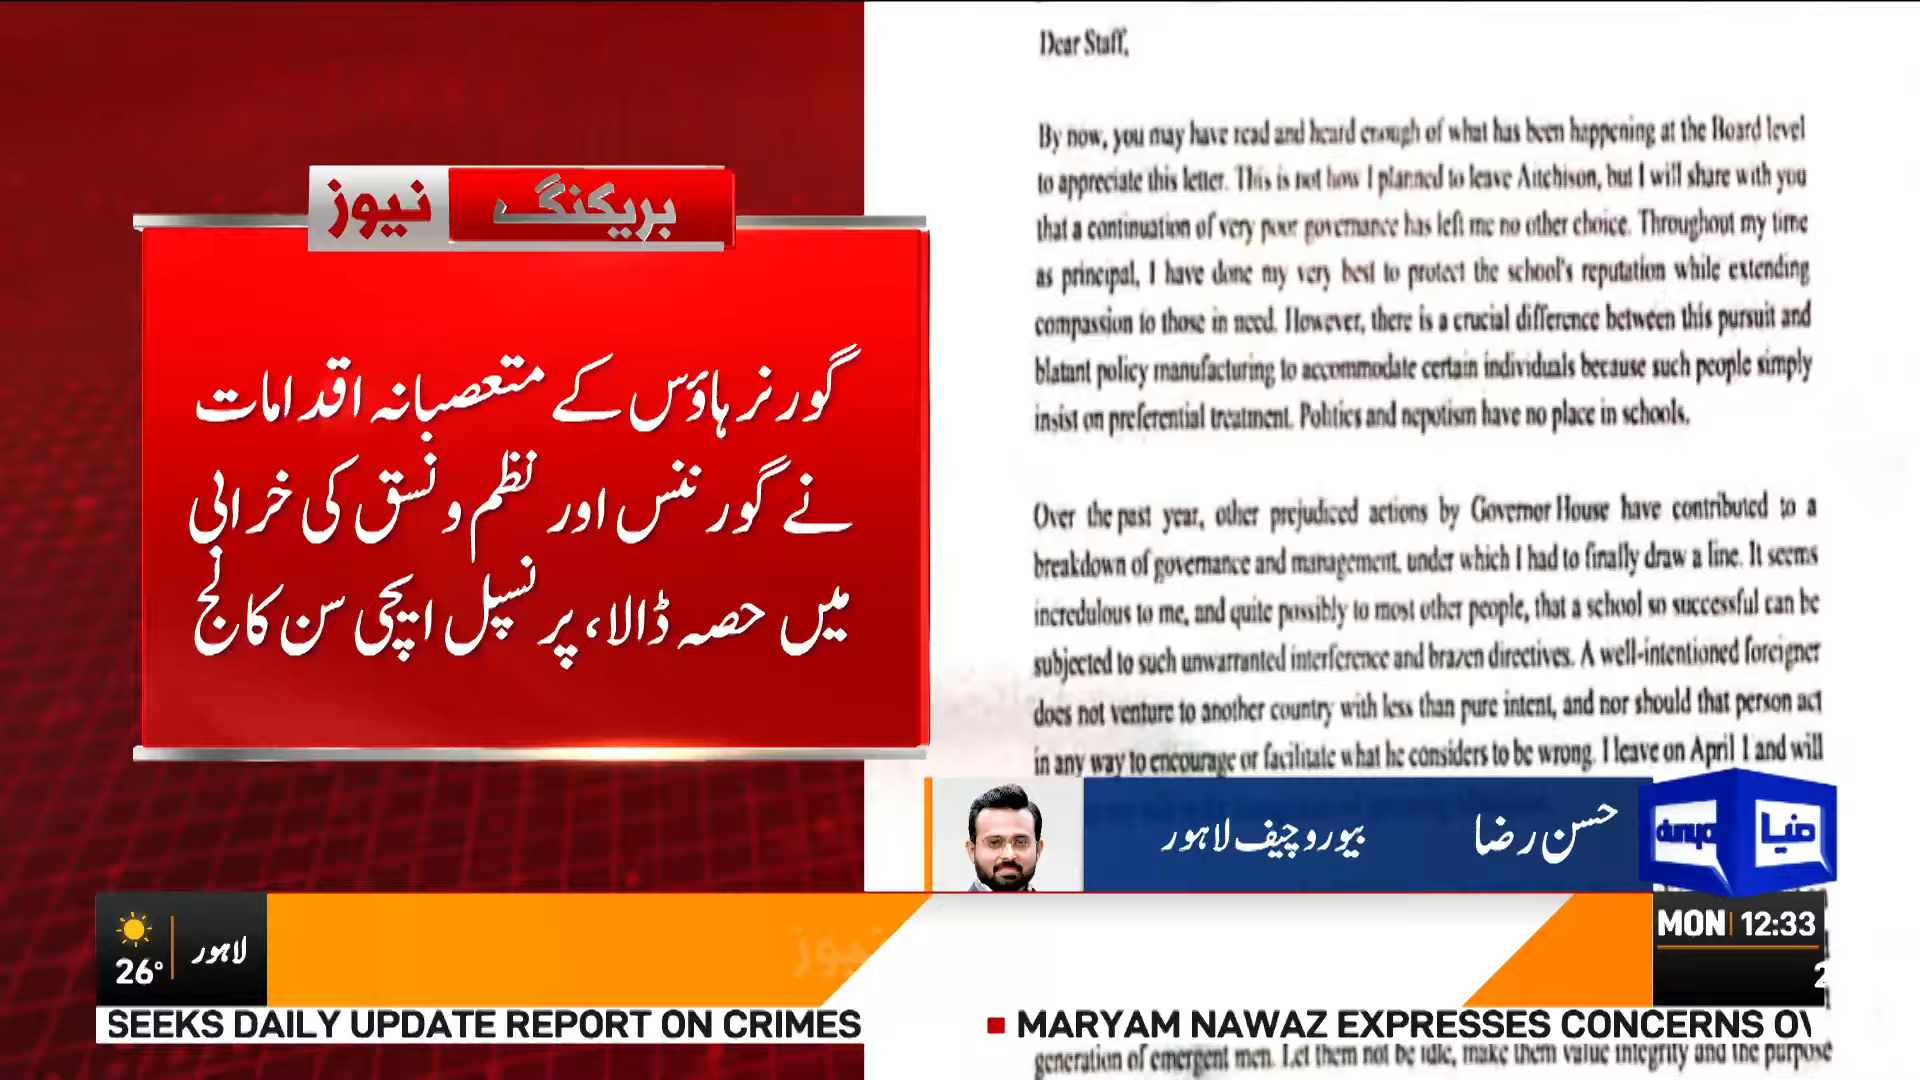 بریکنگ نیوز
گورنر ہاؤس کے متعصبانہ اقدامات
نے گورننس اور نظم و نسق کی خرابی
میں حصہ ڈالا، پرنسپل ایچی سن کالج
Dear Staff,
By now, you may have read and heard enough of what has been happening at the Board level
to appreciate this letter. This is not how I planned to leave Aitchison, but I will share with you
that a continuation of very poor governance has left me no other choice. Throughout my time
as principal, I have done my very best to protect the school's reputation while extending
compassion to those in need. However, there is a crucial difference between this pursuit and
blatant policy manufacturing to accommodate certain individuals because such people simply
insist on preferential treatment. Politics and nepotism have no place in schools.
Over the past year, other prejudiced actions by Governor House have contributed to a
breakdown of governance and management, under which I had to finally draw a line. It seems
incredulous to me, and quite possibly to most other people, that a school so successful can be
subjected to such unwarranted interference and brazen directives. A well-intentioned foreigner
does not venture to another country with less than pure intent, and nor should that person act
in any way to encourage or facilitate what he considers to be wrong. I leave on April 1 and will
حسن رضا
بیورو چیف لاہور
dunya دنیا
لاہور
26°
نیوز
MON 12:33
SEEKS DAILY UPDATE REPORT ON CRIMES
MARYAM NAWAZ EXPRESSES CONCERNS
generation of emergent men. Let them not be idle, make them value integrity and the purpose